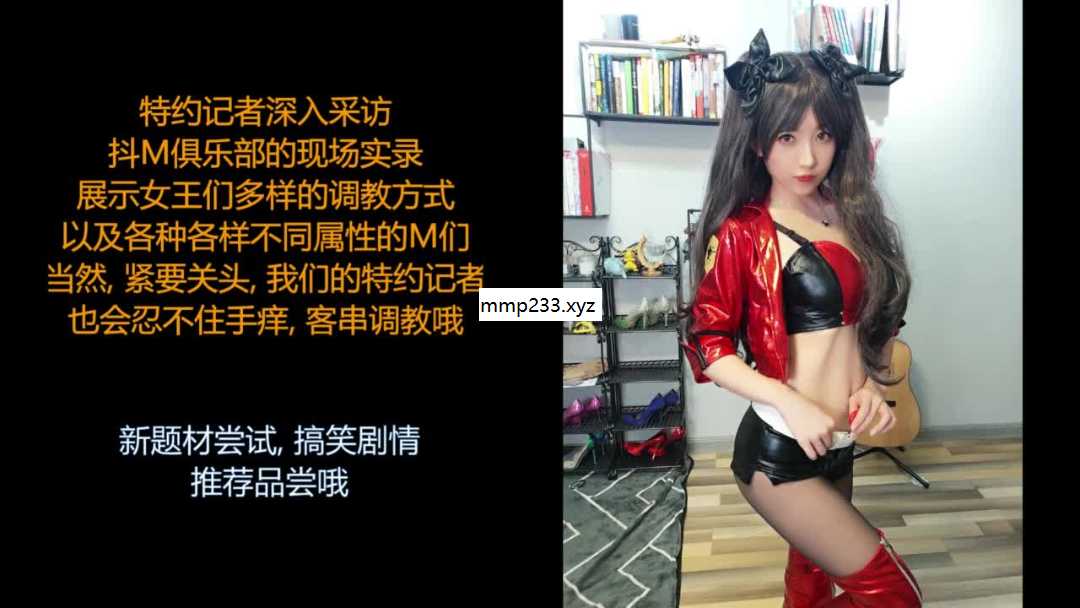 特约记者深入采访
抖M俱乐部的现场实录
展示女王们多样的调教方式
以及各种各样不同属性的M们
当然, 紧要关头, 我们的特约记者
也会忍不住手痒, 客串调教哦
mmp233.xyz
新题材尝试, 搞笑剧情
推荐品尝哦